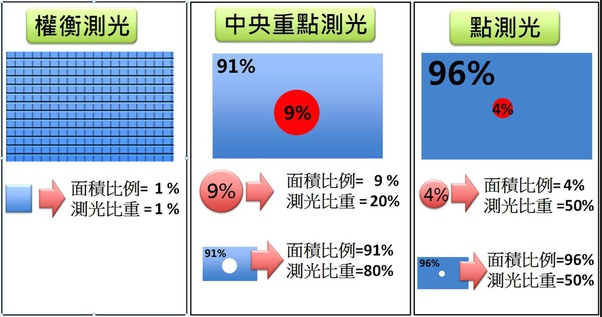 權衡測光
面積比例= 1 %
測光比重 = 1 %
中央重點測光
91%
9%
9%
面積比例= 9 %
測光比重 = 20%
91%
面積比例=91%
測光比重=80%
點測光
96%
4%
4%
面積比例= 4%
測光比重= 50%
96%
面積比例=96%
測光比重=50%